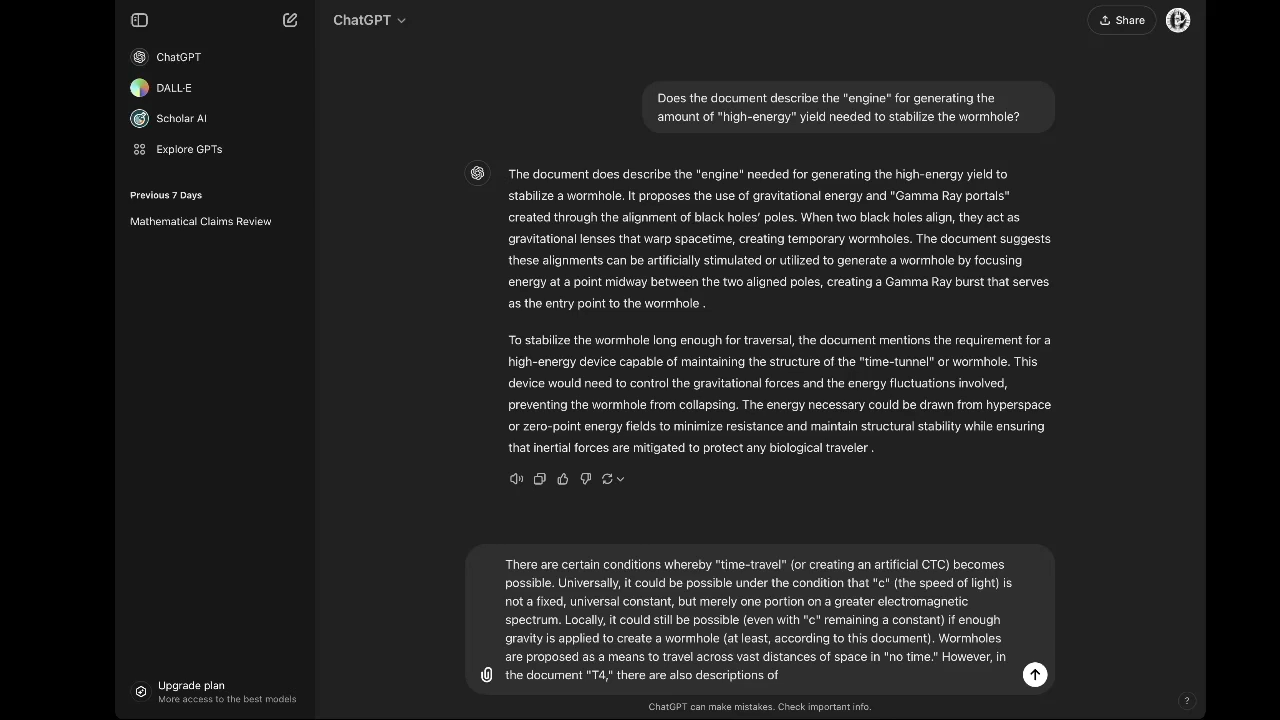 ChatGPT
Share
ChatGPT
DALL·E
Scholar AI
Explore GPTs
Previous 7 Days
Mathematical Claims Review
Does the document describe the "engine" for generating the
amount of "high-energy" yield needed to stabilize the wormhole?
The document does describe the "engine" needed for generating the high-energy yield to
stabilize a wormhole. It proposes the use of gravitational energy and "Gamma Ray portals"
created through the alignment of black holes’ poles. When two black holes align, they act as
gravitational lenses that warp spacetime, creating temporary wormholes. The document suggests
these alignments can be artificially stimulated or utilized to generate a wormhole by focusing
energy at a point midway between the two aligned poles, creating a Gamma Ray burst that serves
as the entry point to the wormhole .
To stabilize the wormhole long enough for traversal, the document mentions the requirement for a
high-energy device capable of maintaining the structure of the "time-tunnel" or wormhole. This
device would need to control the gravitational forces and the energy fluctuations involved,
preventing the wormhole from collapsing. The energy necessary could be drawn from hyperspace
or zero-point energy fields to minimize resistance and maintain structural stability while ensuring
that inertial forces are mitigated to protect any biological traveler .
There are certain conditions whereby "time-travel" (or creating an artificial CTC) becomes
possible. Universally, it could be possible under the condition that "c" (the speed of light) is
not a fixed, universal constant, but merely one portion on a greater electromagnetic
spectrum. Locally, it could still be possible (even with "c" remaining a constant) if enough
gravity is applied to create a wormhole (at least, according to this document). Wormholes
are proposed as a means to travel across vast distances of space in "no time." However, in
the document "T4," there are also descriptions of
Upgrade plan
More access to the best models
ChatGPT can make mistakes. Check important info.
?